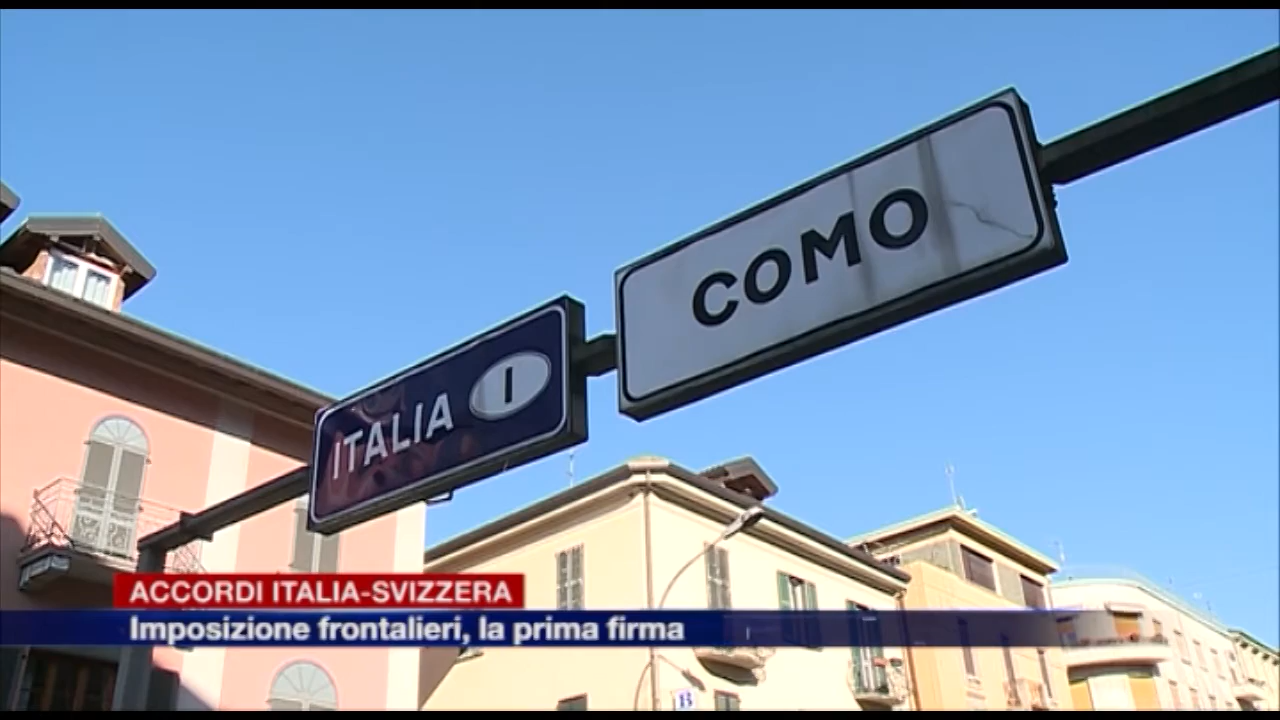 COMO
ITALIA I
ACCORDI ITALIA-SVIZZERA
Imposizione frontalieri, la prima firma
B